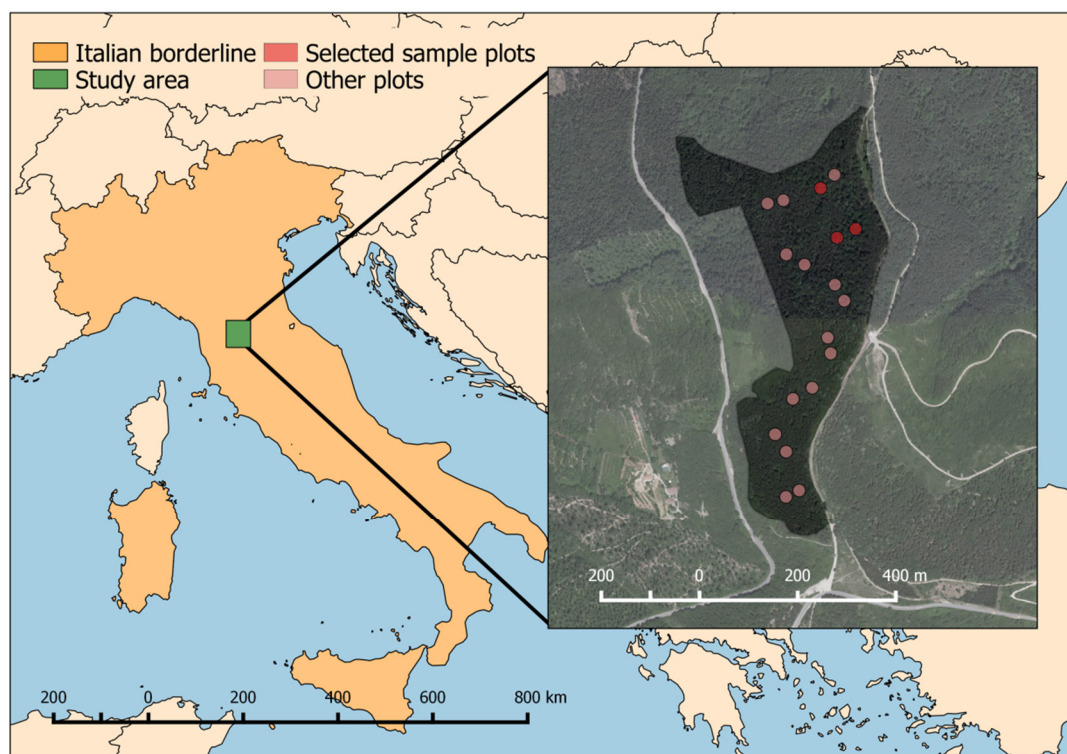 Italian borderline
Selected sample plots
Study area
Other plots
200 0 200 400 m
200 0 200 400 600 800 km